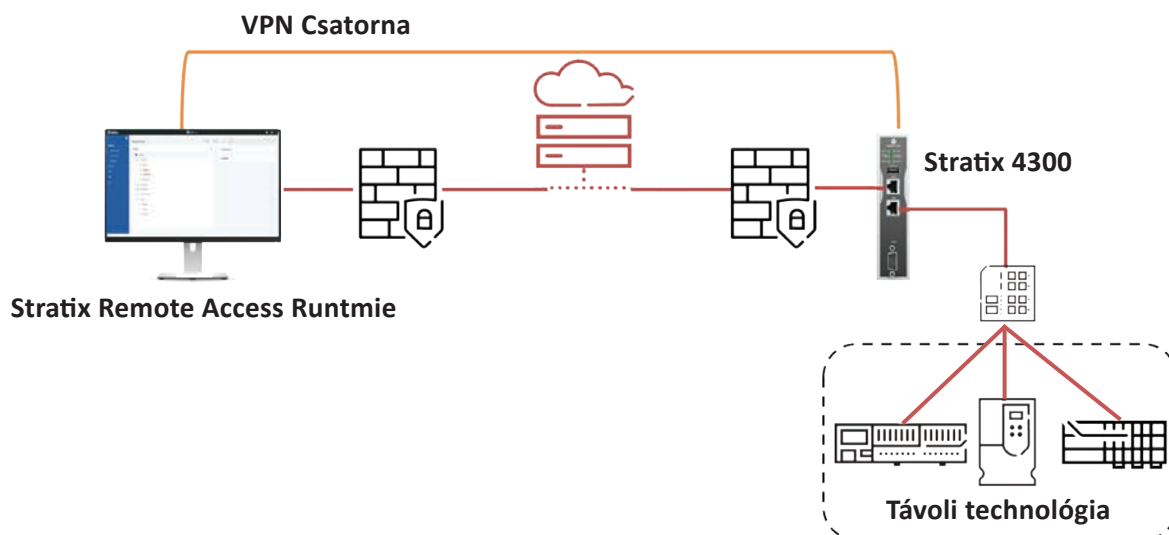 VPN Csatorna
Stratix 4300
Stratix Remote Access Runtmie
Távoli technológia